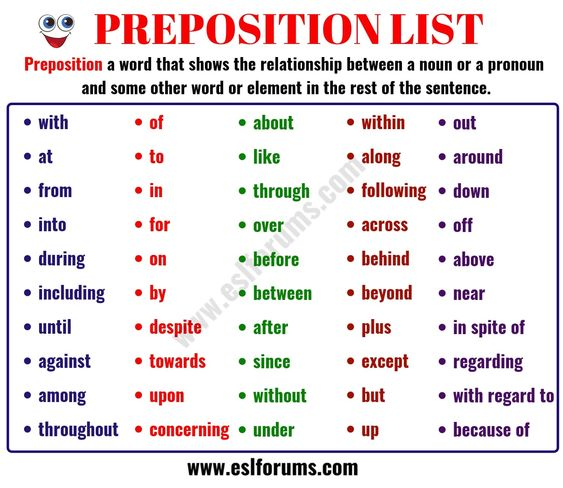 PREPOSITION LIST
Preposition a word that shows the relationship between a noun or a pronoun
and some other word or element in the rest of the sentence.
• with • of • about • within • out
• at • to • like • along • around
• from • in • through • following • down
• into • for • over • across • off
• during • on • before • behind • above
• including • by • between • beyond • near
• until • despite • after • plus • in spite of
• against • towards • since • except • regarding
• among • upon • without • but • with regard to
• throughout • concerning • under • up • because of
www.eslforums.com
www.eslforums.com